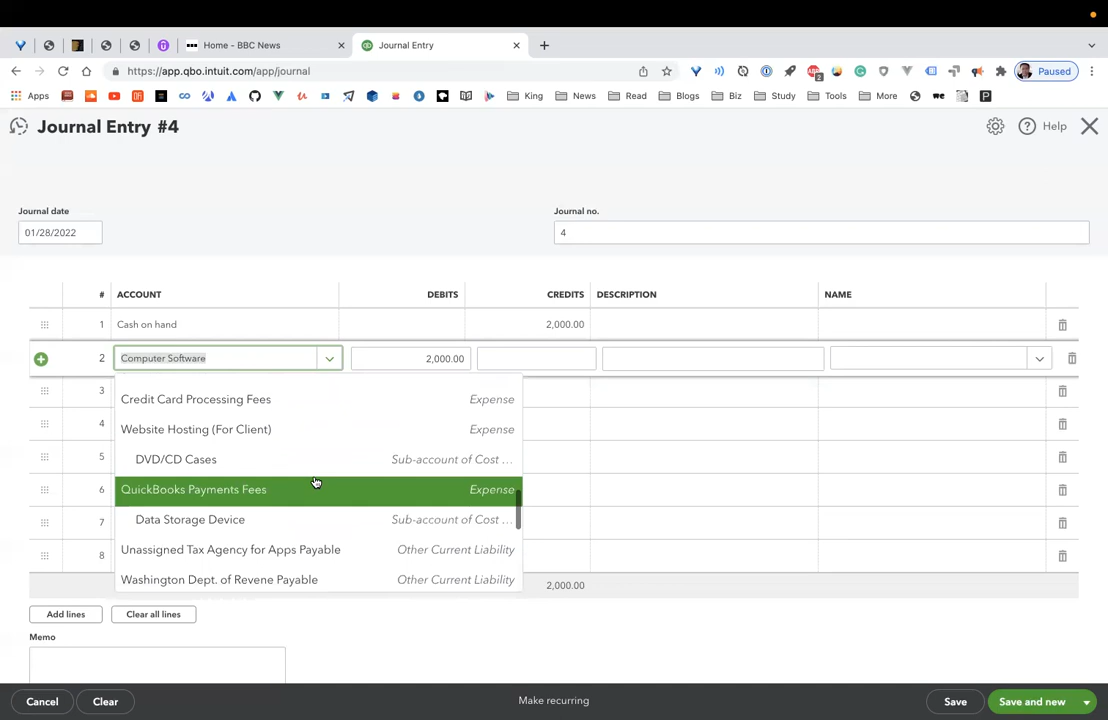 Home – BBC News
Journal Entry
https://app.qbo.intuit.com/app/journal
Paused
Apps
King
News
Read
Blogs
Biz
Study
Tools
More
Journal Entry #4
Help
Journal date
Journal no.
01/28/2022
4
# ACCOUNT DEBITS CREDITS DESCRIPTION NAME
1 Cash on hand 2,000.00
2 Computer Software 2,000.00
3
4
5
6
7
8
Credit Card Processing Fees Expense
Website Hosting (For Client) Expense
DVD/CD Cases Sub-account of Cost ...
QuickBooks Payments Fees Expense
Data Storage Device Sub-account of Cost ...
Unassigned Tax Agency for Apps Payable Other Current Liability
Washington Dept. of Revene Payable Other Current Liability
2,000.00
Add lines
Clear all lines
Memo
Cancel
Clear
Make recurring
Save
Save and new